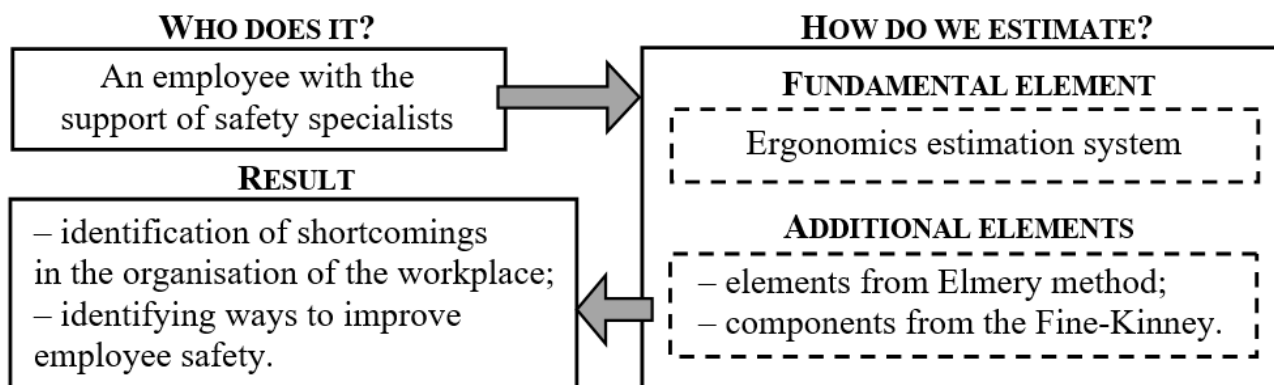 WHO DOES IT?
An employee with the
support of safety specialists
HOW DO WE ESTIMATE?
FUNDAMENTAL ELEMENT
Ergonomics estimation system
ADDITIONAL ELEMENTS
– elements from Elmery method;
– components from the Fine-Kinney.
RESULT
– identification of shortcomings
in the organisation of the workplace;
– identifying ways to improve
employee safety.